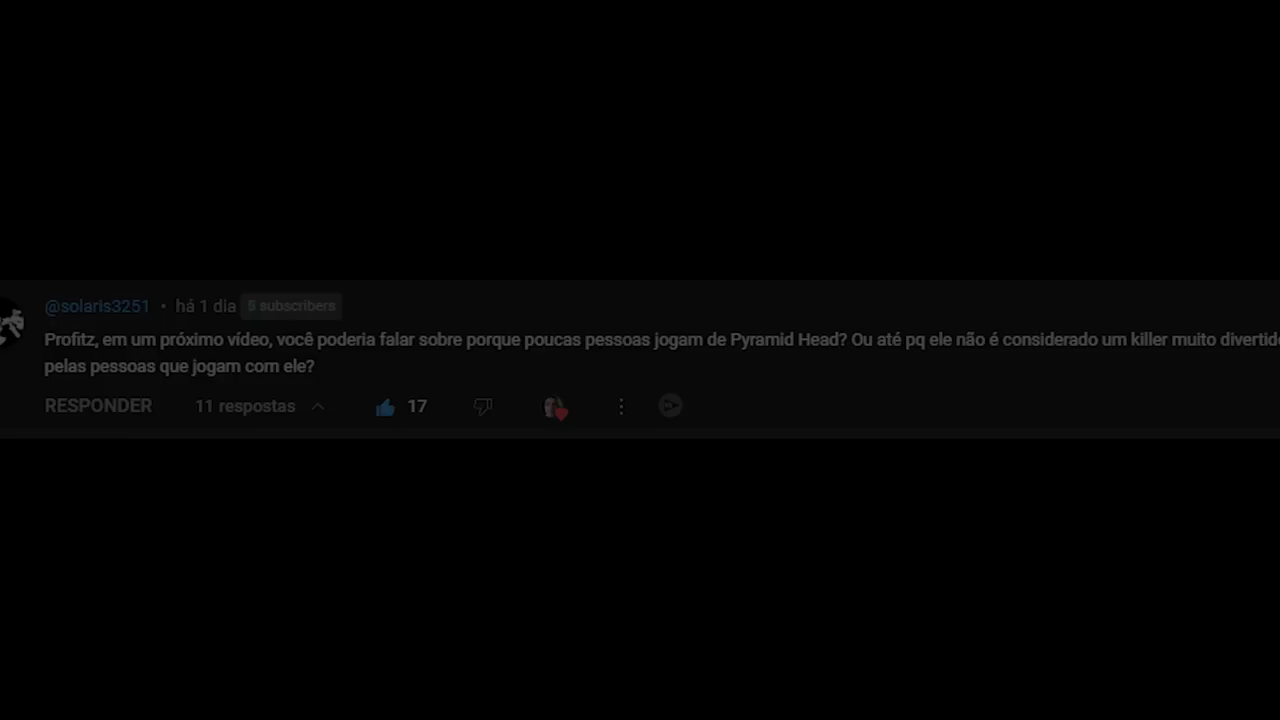 @solaris3251 • há 1 dia 5 subscribers
Profitz, em um próximo vídeo, você poderia falar sobre porque poucas pessoas jogam de Pyramid Head? Ou até pq ele não é considerado um killer muito divertido
pelas pessoas que jogam com ele?
RESPONDER 11 respostas 17